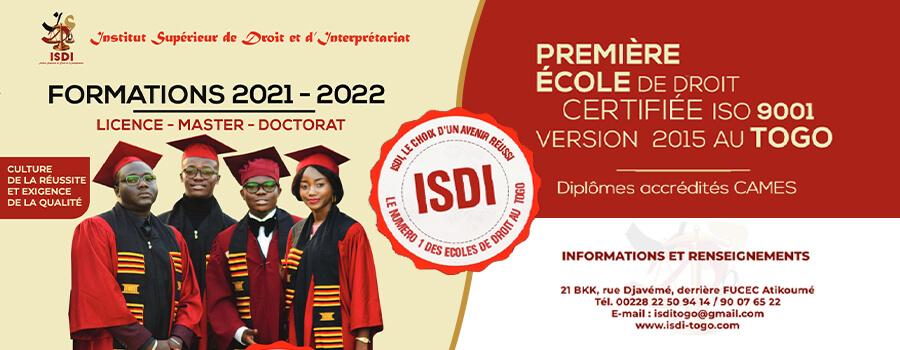 ISDI
Institut Supérieur de Droit et d'Interprétariat
FORMATIONS 2021 - 2022
LICENCE - MASTER - DOCTORAT
CULTURE
DE LA RÉUSSITE
ET EXIGENCE
DE LA QUALITÉ
ISDI, LE CHOIX D'UN AVENIR RÉUSSI
ISDI
LE NUMERO 1 DES ECOLES DE DROIT AU TOGO
PREMIÈRE
ÉCOLE DE DROIT
CERTIFIÉE ISO 9001
VERSION 2015 AU TOGO
Diplômes accrédités CAMES
INFORMATIONS ET RENSEIGNEMENTS
21 BKK, rue Djavémé, derrière FUCEC Atikoumé
Tél. 00228 22 50 94 14 / 90 07 65 22
E-mail : isditogo@gmail.com
www.isdi-togo.com